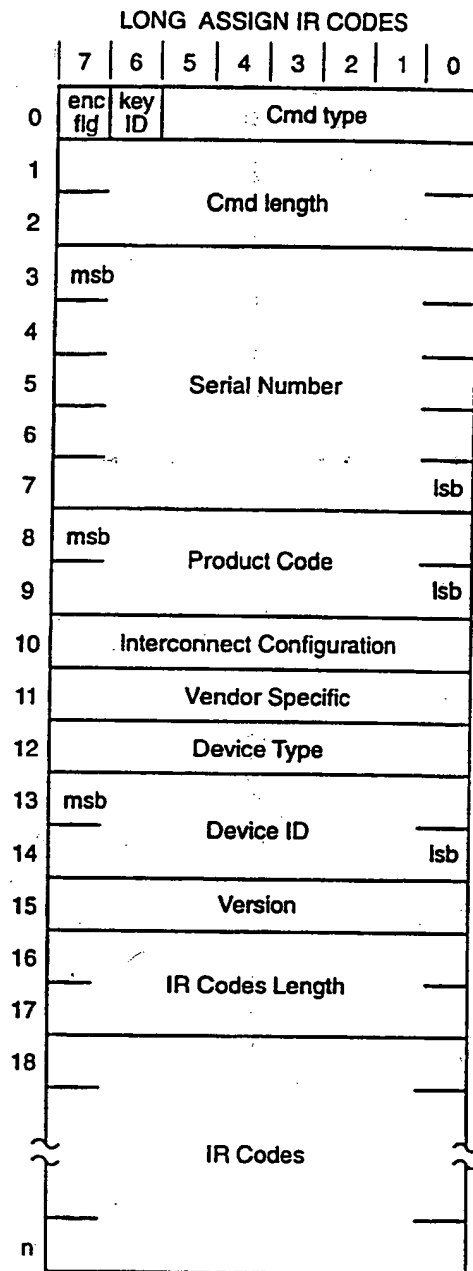 LONG ASSIGN IR CODES
7 6 5 4 3 2 1 0
0 enc flg key ID Cmd type
1
Cmd length
2
3 msb
4
5 Serial Number
6
7 lsb
8 msb
Product Code
9 lsb
10 Interconnect Configuration
11 Vendor Specific
12 Device Type
13 msb
Device ID
14 lsb
15 Version
16
IR Codes Length
17
18
IR Codes
n